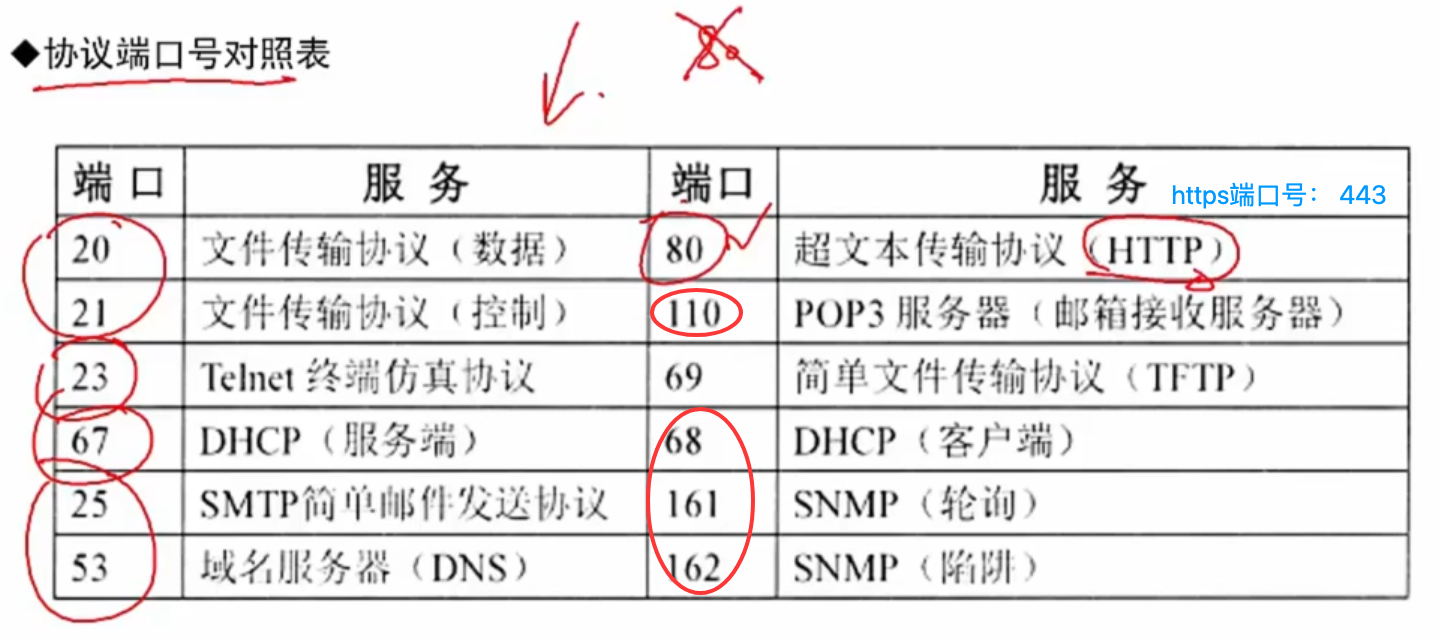 ◆协议端口号对照表
8。
端口 服务 端口 服务 https端口号： 443
20 文件传输协议（数据） 80 超文本传输协议（HTTP）
21 文件传输协议（控制） 110 POP3 服务器（邮箱接收服务器）
23 Telnet 终端仿真协议 69 简单文件传输协议（TFTP）
67 DHCP（服务端） 68 DHCP（客户端）
25 SMTP简单邮件发送协议 161 SNMP（轮询）
53 域名服务器（DNS） 162 SNMP（陷阱）